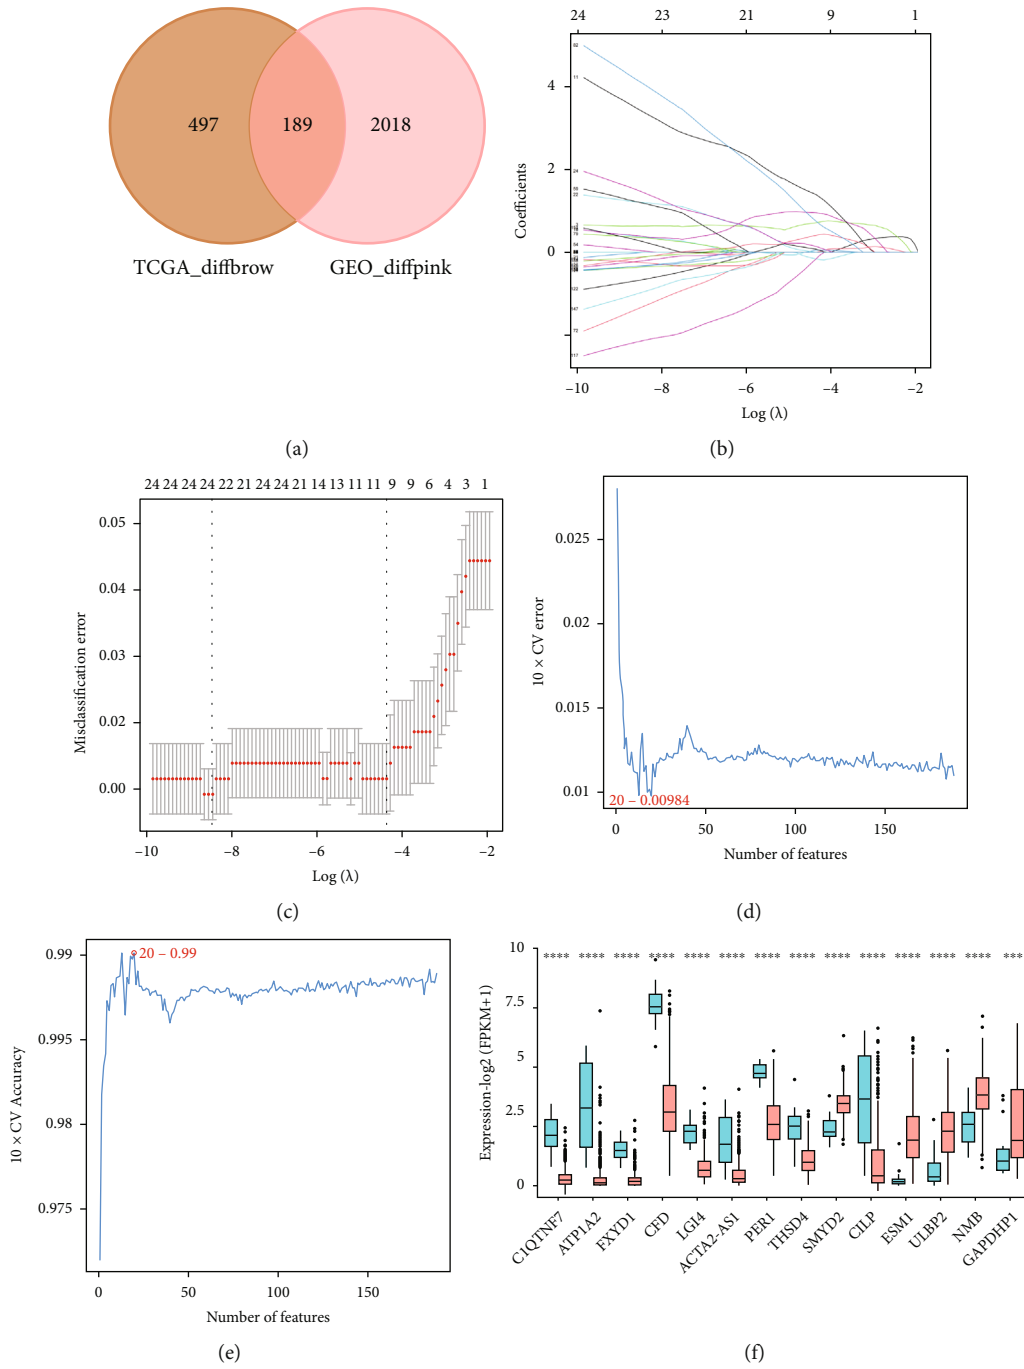 497
189
2018
TCGA_diffbrow
GEO_diffpink
(a)
24 23 21 9 1
Coefficients
4
2
0
−10 −8 −6 −4 −2
Log (λ)
(b)
24 24 24 24 22 21 24 24 21 14 13 11 11 9 9 6 4 3 1
Misclassification error
0.05
0.04
0.03
0.02
0.00
−10 −8 −6 −4 −2
Log (λ)
(c)
10 × CV error
0.025
0.02
0.015
0.01
20 − 0.00984
0 50 100 150
Number of features
(d)
10 × CV Accuracy
0.99
0.995
0.98
0.975
20 − 0.99
0 50 100 150
Number of features
(e)
Expression-log2 (FPKM+1)
10
7.5
5
2.5
0
**** **** **** **** **** **** **** **** **** **** **** **** **** ***
C1QTNF7
ATP1A2
FXYD1
CFD
LGI4
ACTA2-AS1
PER1
THSD4
SMYD2
CILP
ESM1
ULBP2
NMB
GAPDHP1
(f)